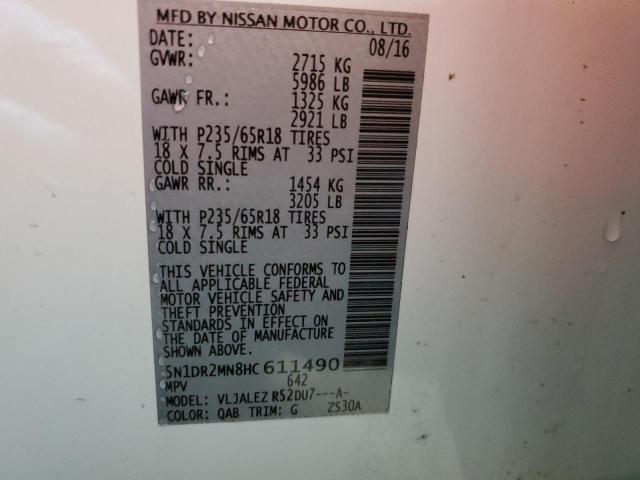 MFD BY NISSAN MOTOR CO., LTD.
DATE: 08/16
GVWR: 2715 KG
5986 LB
GAWR FR.: 1325 KG
2921 LB
WITH P235/65R18 TIRES
18 X 7.5 RIMS AT 33 PSI
COLD SINGLE
GAWR RR.: 1454 KG
3205 LB
WITH P235/65R18 TIRES
18 X 7.5 RIMS AT 33 PSI
COLD SINGLE
THIS VEHICLE CONFORMS TO
ALL APPLICABLE FEDERAL
MOTOR VEHICLE SAFETY AND
THEFT PREVENTION
STANDARDS IN EFFECT ON
THE DATE OF MANUFACTURE
SHOWN ABOVE.
5N1DR2MN8HC611490
MPV 642
MODEL: VLJALEZ R52DU7---A-
COLOR: QAB TRIM: G ZS30A